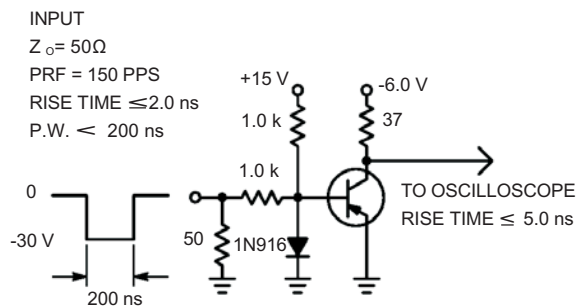 INPUT
Z o= 50Ω
PRF = 150 PPS
RISE TIME ≤2.0 ns
P.W. < 200 ns
+15 V
-6.0 V
1.0 k
37
1.0 k
0
TO OSCILLOSCOPE
RISE TIME ≤ 5.0 ns
-30 V
50
1N916
200 ns